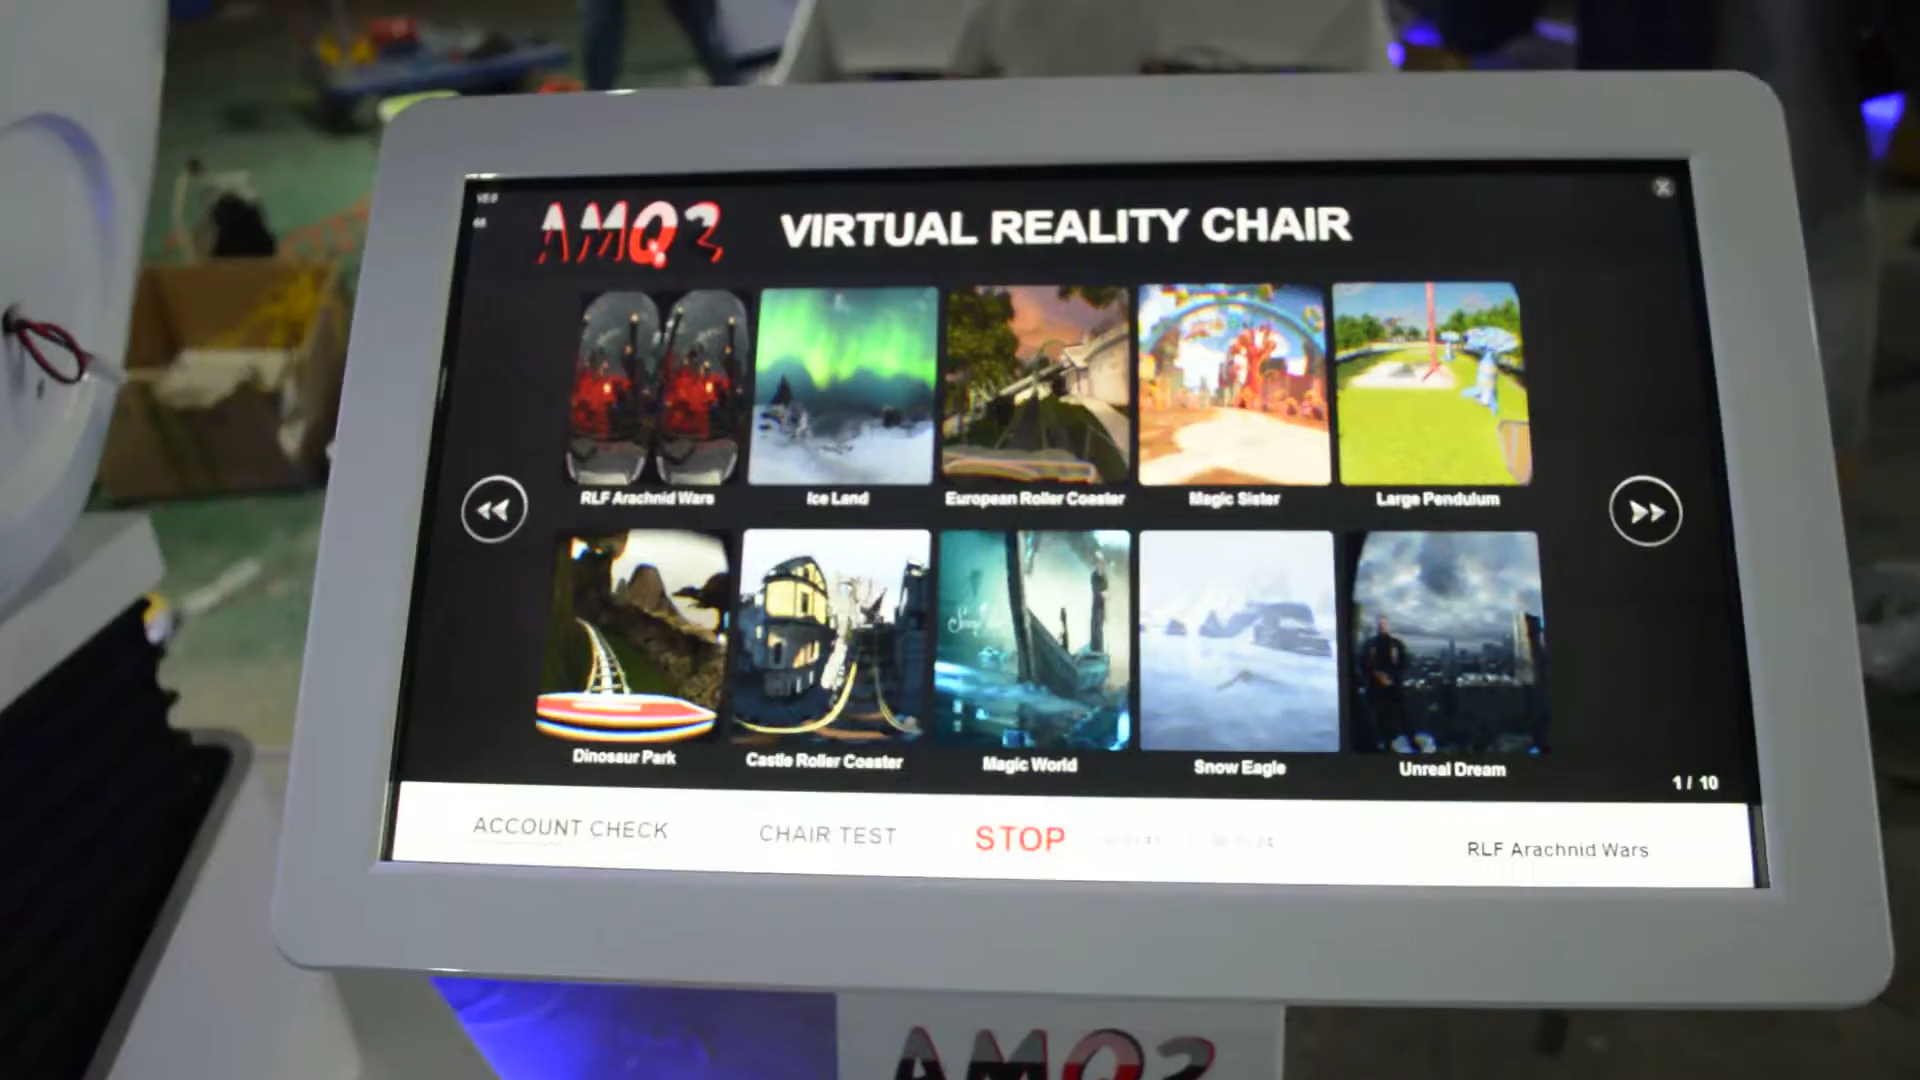 AMQ3
VIRTUAL REALITY CHAIR
RLF Arachnid Wars
Ice Land
European Roller Coaster
Magic Sister
Large Pendulum
Dinosaur Park
Castle Roller Coaster
Magic World
Snow Eagle
Unreal Dream
1 / 10
ACCOUNT CHECK
CHAIR TEST
STOP
RLF Arachnid Wars
AMQ3